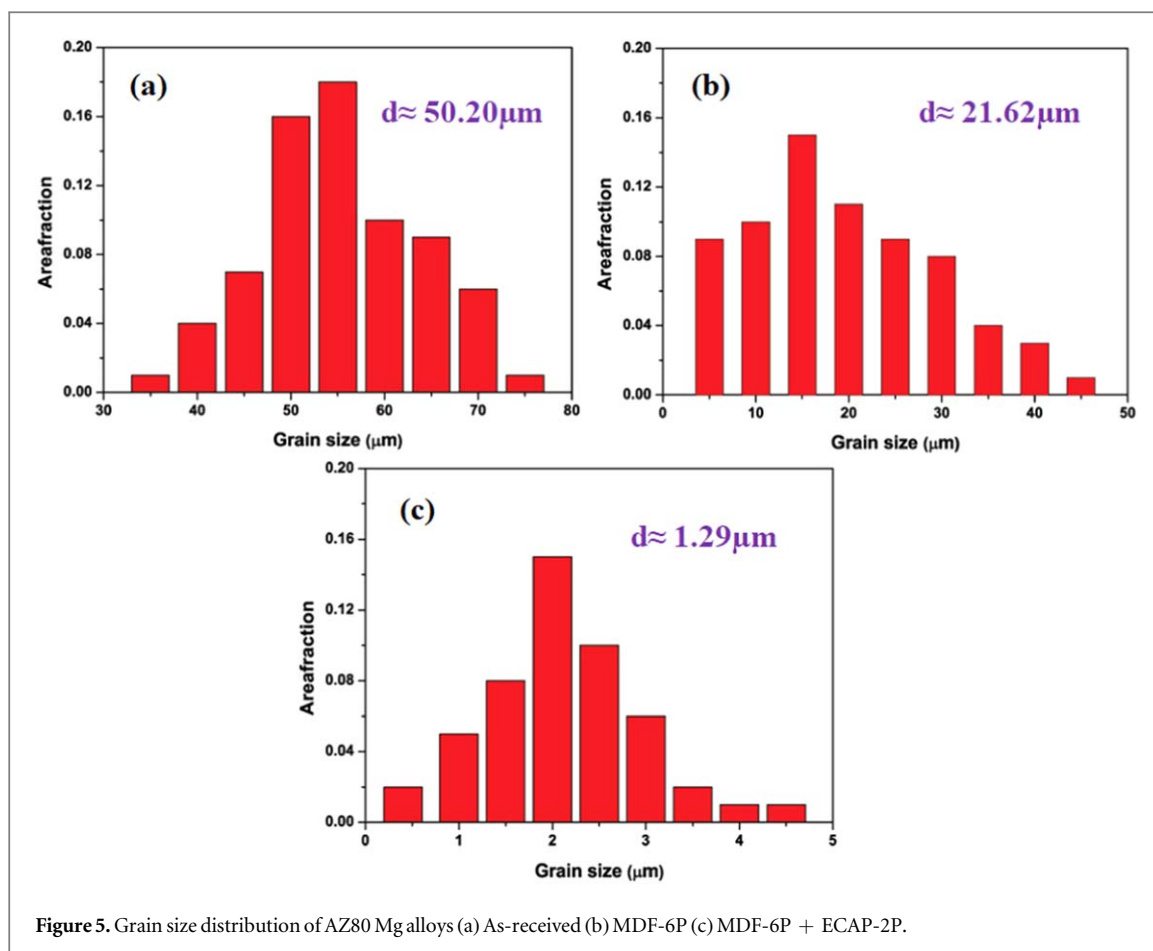 (a)
d≈ 50.20µm
0.20
0.16
0.12
0.08
0.04
0.00
Areafraction
30 40 50 60 70 80
Grain size (µm)
(b)
d≈ 21.62µm
0.20
0.16
0.12
0.08
0.04
0.00
Areafraction
0 10 20 30 40 50
Grain size (µm)
(c)
d≈ 1.29µm
0.20
0.16
0.12
0.08
0.04
0.00
Areafraction
0 1 2 3 4 5
Grain size (µm)
Figure 5. Grain size distribution of AZ80 Mg alloys (a) As-received (b) MDF-6P (c) MDF-6P + ECAP-2P.